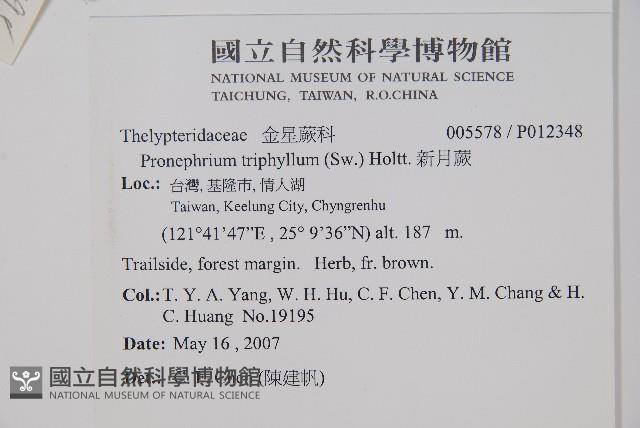 國立自然科學博物館
NATIONAL MUSEUM OF NATURAL SCIENCE
TAICHUNG, TAIWAN, R.O.CHINA
Thelypteridaceae 金星蕨科 005578 / P012348
Pronephrium triphyllum (Sw.) Holtt. 新月蕨
Loc.: 台灣, 基隆市, 情人湖
Taiwan, Keelung City, Chyngrenhu
(121°41'47"E , 25° 9'36"N) alt. 187 m.
Trailside, forest margin. Herb, fr. brown.
Col.: T. Y. A. Yang, W. H. Hu, C. F. Chen, Y. M. Chang & H.
C. Huang No.19195
Date: May 16 , 2007
(陳建帆)
國立自然科學博物館
NATIONAL MUSEUM OF NATURAL SCIENCE